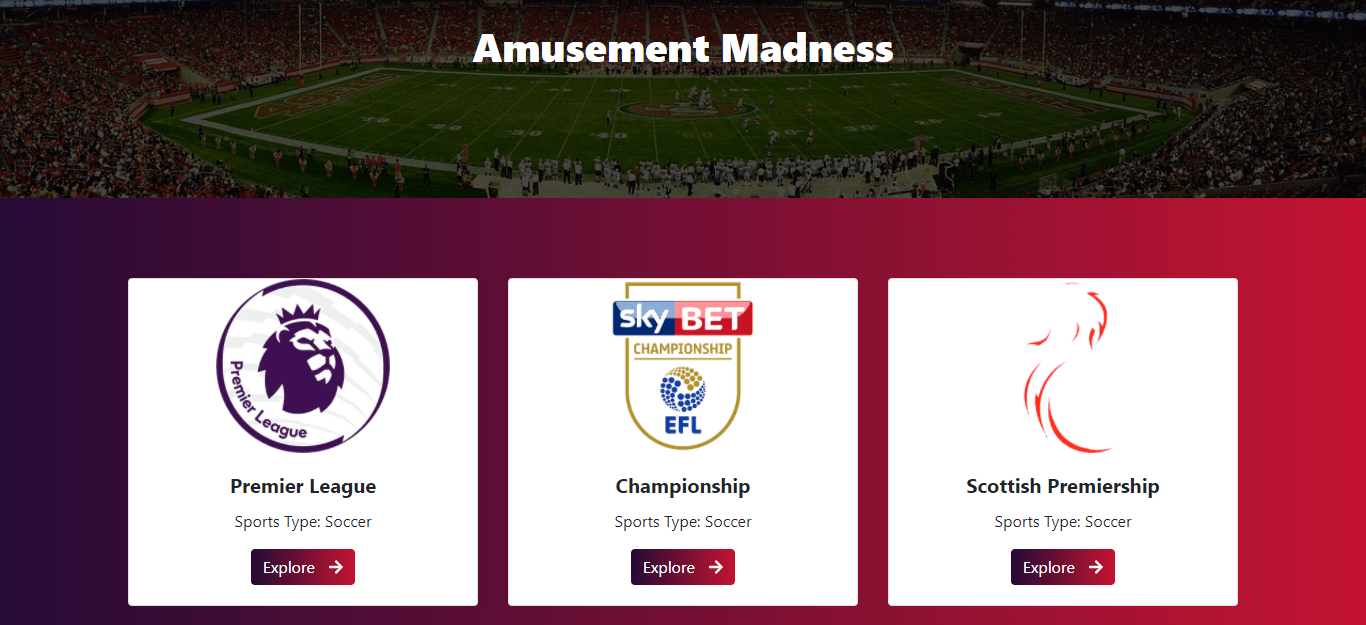 Amusement Madness
Premier League
sky BET
CHAMPIONSHIP
EFL
Premier League
Championship
Scottish Premiership
Sports Type: Soccer
Sports Type: Soccer
Sports Type: Soccer
Explore
Explore
Explore